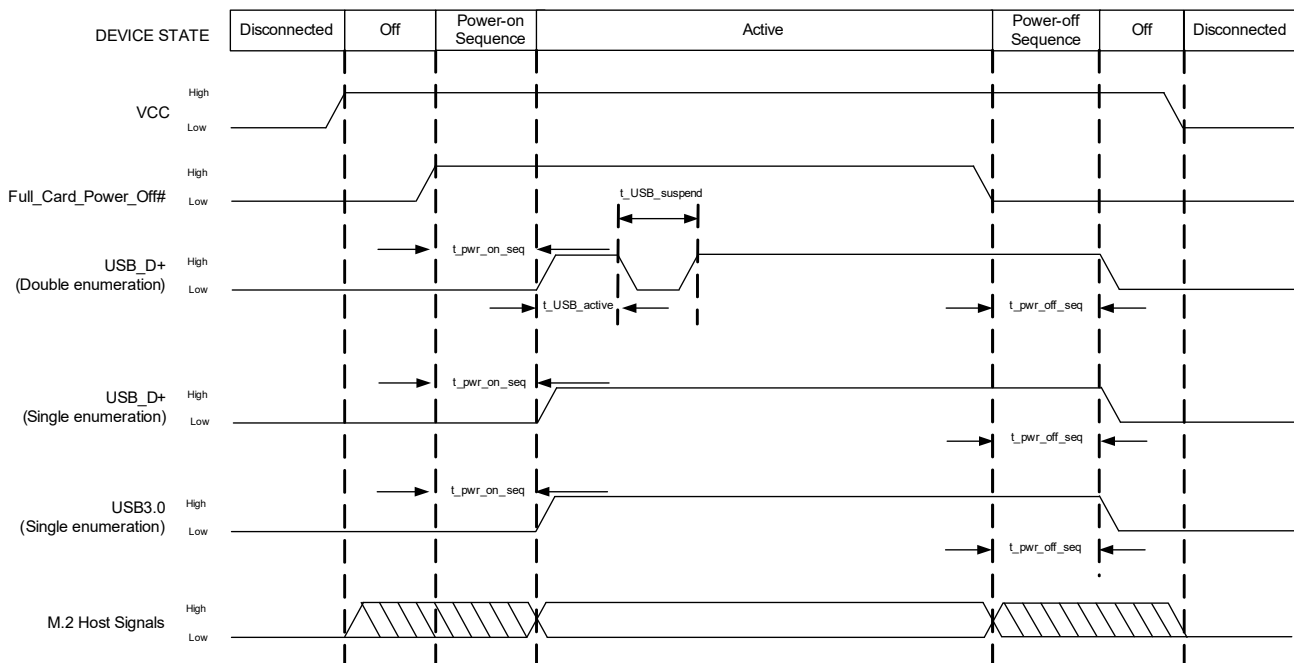 DEVICE STATE
Disconnected
Off
Power-on
Sequence
Active
Power-off
Sequence
Off
Disconnected
VCC
High
Low
Full_Card_Power_Off#
High
Low
t_USB_suspend
USB_D+
(Double enumeration)
High
Low
t_pwr_on_seq
t_USB_active
t_pwr_off_seq
USB_D+
(Single enumeration)
High
Low
t_pwr_on_seq
t_pwr_off_seq
USB3.0
(Single enumeration)
High
Low
t_pwr_on_seq
t_pwr_off_seq
M.2 Host Signals
High
Low